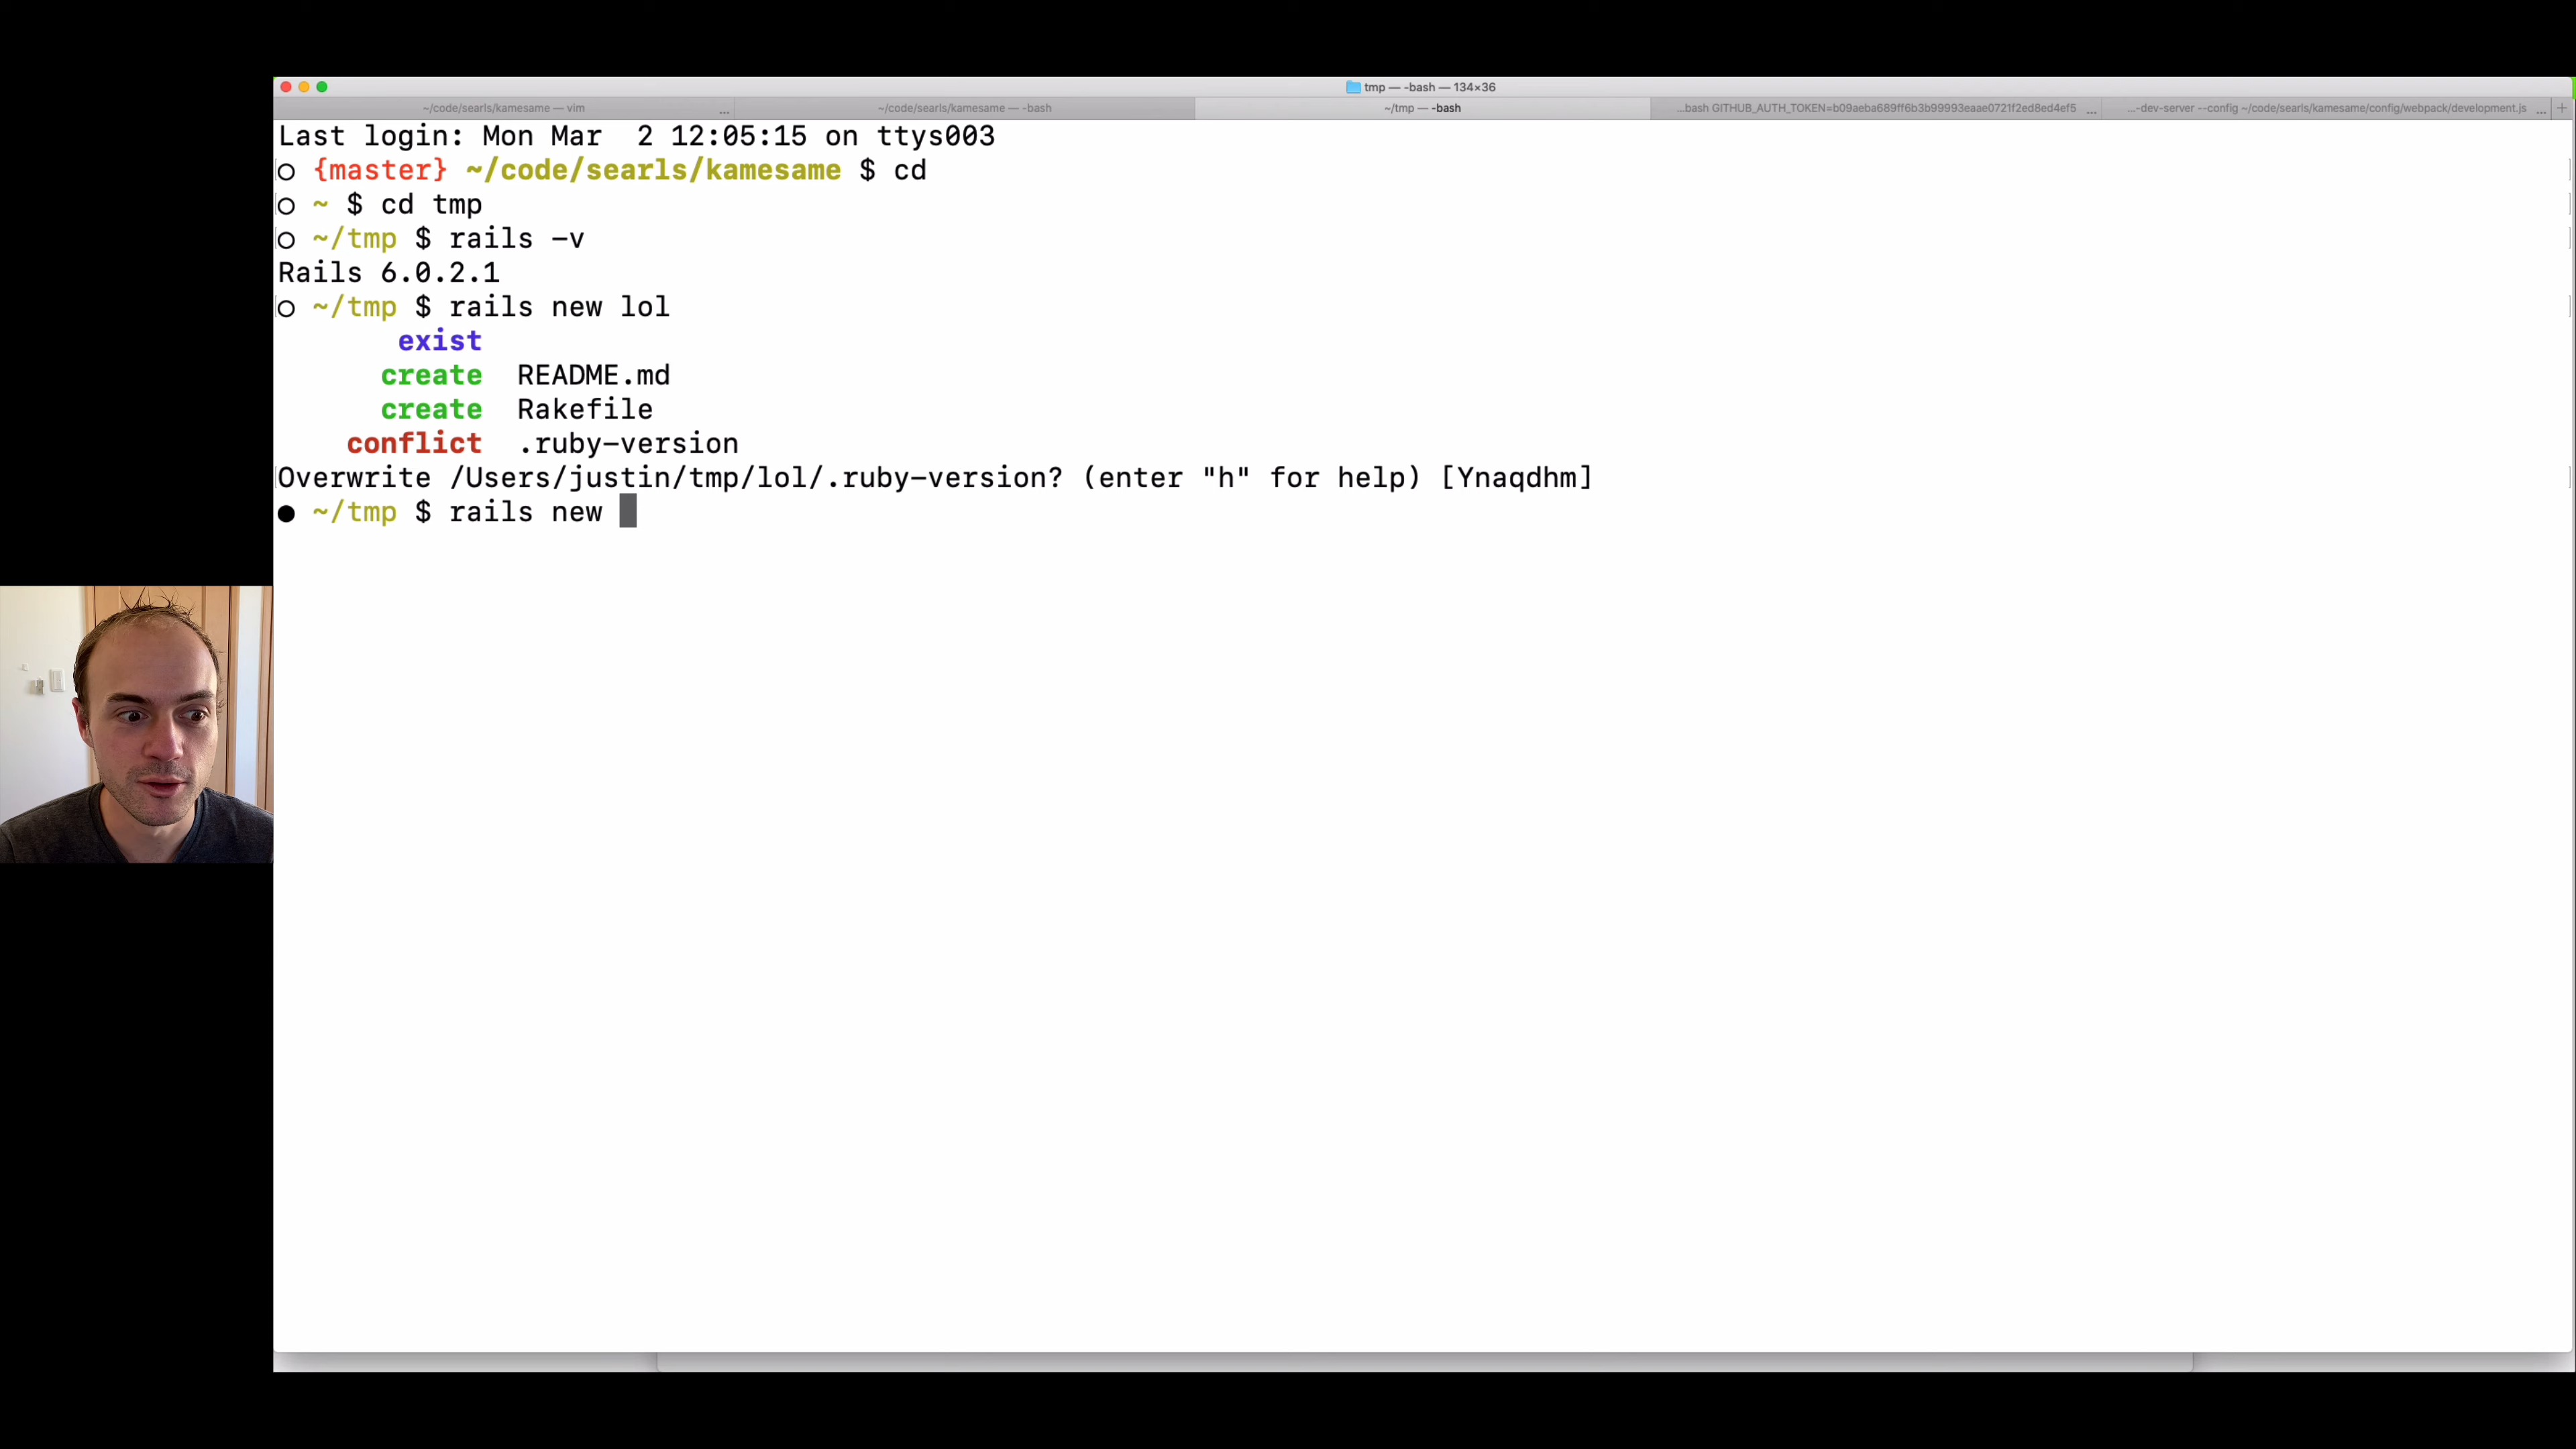 tmp — -bash — 134×36
~/code/searls/kamesame — vim ...
~/code/searls/kamesame — -bash
~/tmp — -bash
...bash GITHUB_AUTH_TOKEN=b09aeba689ff6b3b99993eaae0721f2ed8ed4ef5 ...
...-dev-server --config ~/code/searls/kamesame/config/webpack/development.js ... +
Last login: Mon Mar  2 12:05:15 on ttys003
○ {master} ~/code/searls/kamesame $ cd
○ ~ $ cd tmp
○ ~/tmp $ rails -v
Rails 6.0.2.1
○ ~/tmp $ rails new lol
exist
create  README.md
create  Rakefile
conflict  .ruby-version
Overwrite /Users/justin/tmp/lol/.ruby-version? (enter "h" for help) [Ynaqdhm]
● ~/tmp $ rails new